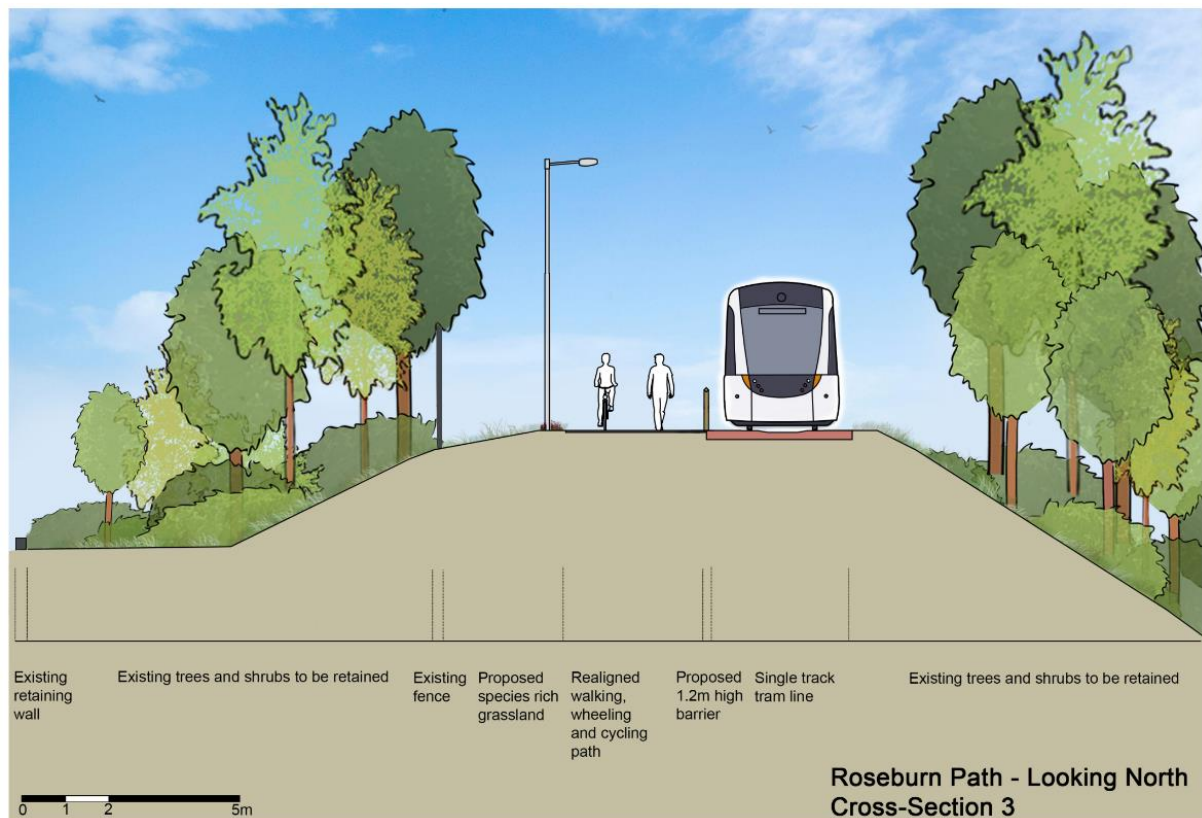 Existing
retaining
wall
Existing trees and shrubs to be retained
Existing
fence
Proposed
species rich
grassland
Realigned
walking,
wheeling
and cycling
path
Proposed
1.2m high
barrier
Single track
tram line
Existing trees and shrubs to be retained
0 1 2 5m
Roseburn Path - Looking North
Cross-Section 3